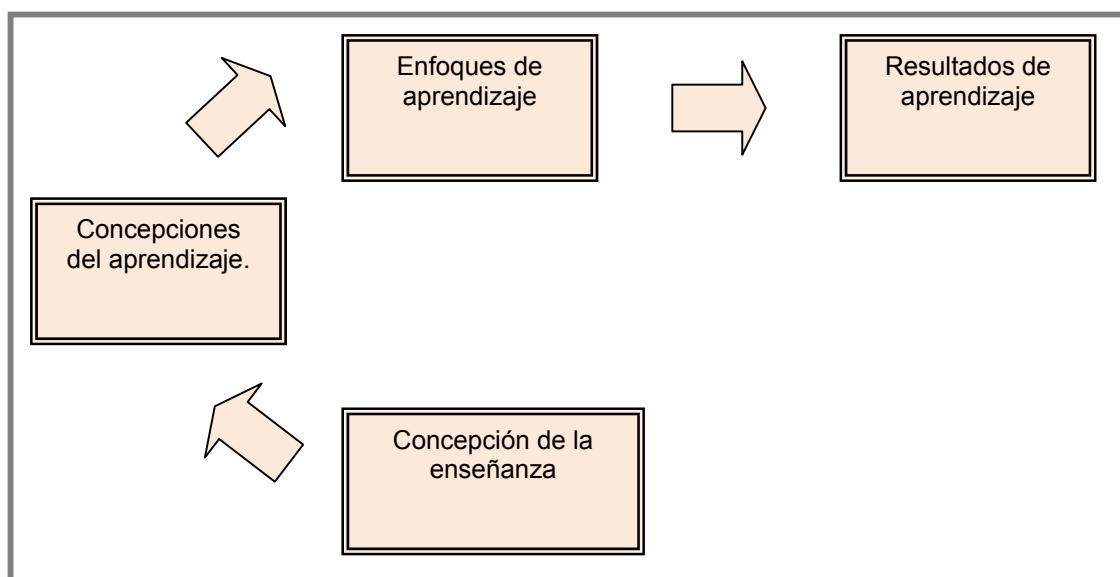 Enfoques de
aprendizaje
Resultados de
aprendizaje
Concepciones
del aprendizaje.
Concepción de la
enseñanza